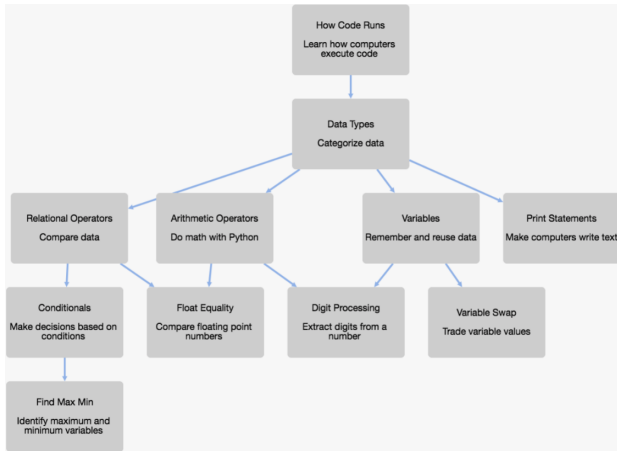 How Code Runs
Learn how computers
execute code
Data Types
Categorize data
Relational Operators
Compare data
Arithmetic Operators
Do math with Python
Variables
Remember and reuse data
Print Statements
Make computers write text
Conditionals
Make decisions based on
conditions
Float Equality
Compare floating point
numbers
Digit Processing
Extract digits from a
number
Variable Swap
Trade variable values
Find Max Min
Identify maximum and
minimum variables